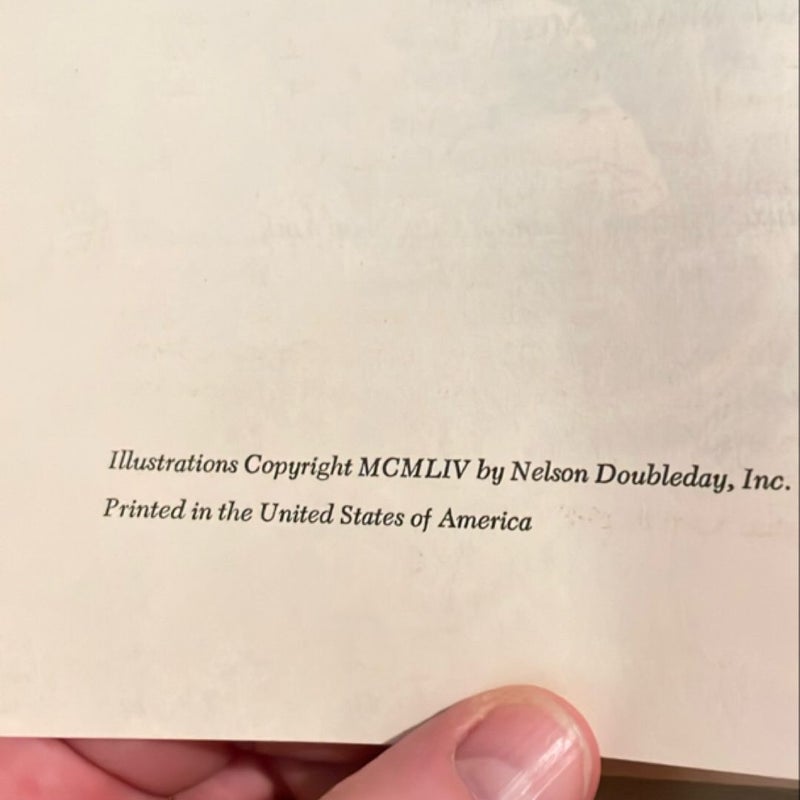 Illustrations Copyright MCMLIV by Nelson Doubleday, Inc.
Printed in the United States of America